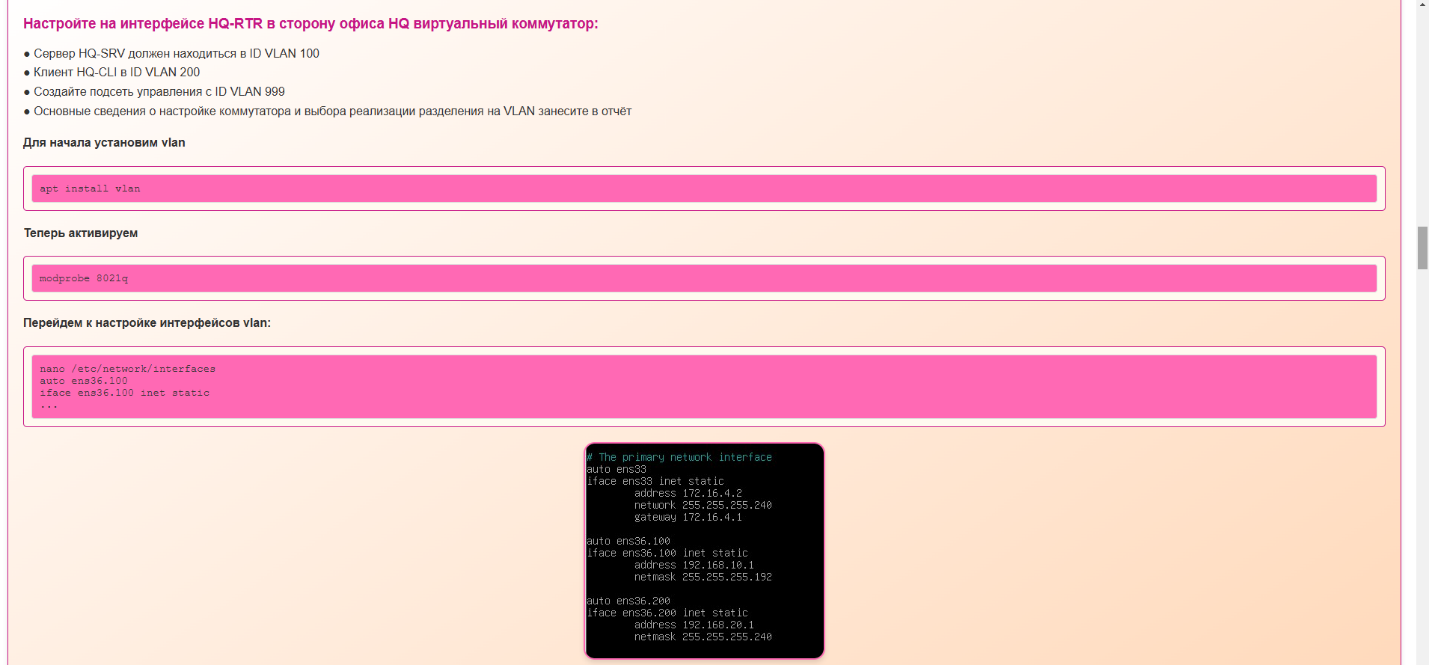 Настройте на интерфейсе HQ-RTR в сторону офиса HQ виртуальный коммутатор:
● Сервер HQ-SRV должен находиться в ID VLAN 100
● Клиент HQ-CLI в ID VLAN 200
● Создайте подсеть управления с ID VLAN 999
● Основные сведения о настройке коммутатора и выбора реализации разделения на VLAN занесите в отчёт
Для начала установим vlan
apt install vlan
Теперь активируем
modprobe 8021q
Перейдем к настройке интерфейсов vlan:
nano /etc/network/interfaces
auto ens36.100
iface ens36.100 inet static
...
# The primary network interface
auto ens33
iface ens33 inet static
address 172.16.4.2
network 255.255.255.240
gateway 172.16.4.1
auto ens36.100
iface ens36.100 inet static
address 192.168.10.1
netmask 255.255.255.192
auto ens36.200
iface ens36.200 inet static
address 192.168.20.1
netmask 255.255.255.240